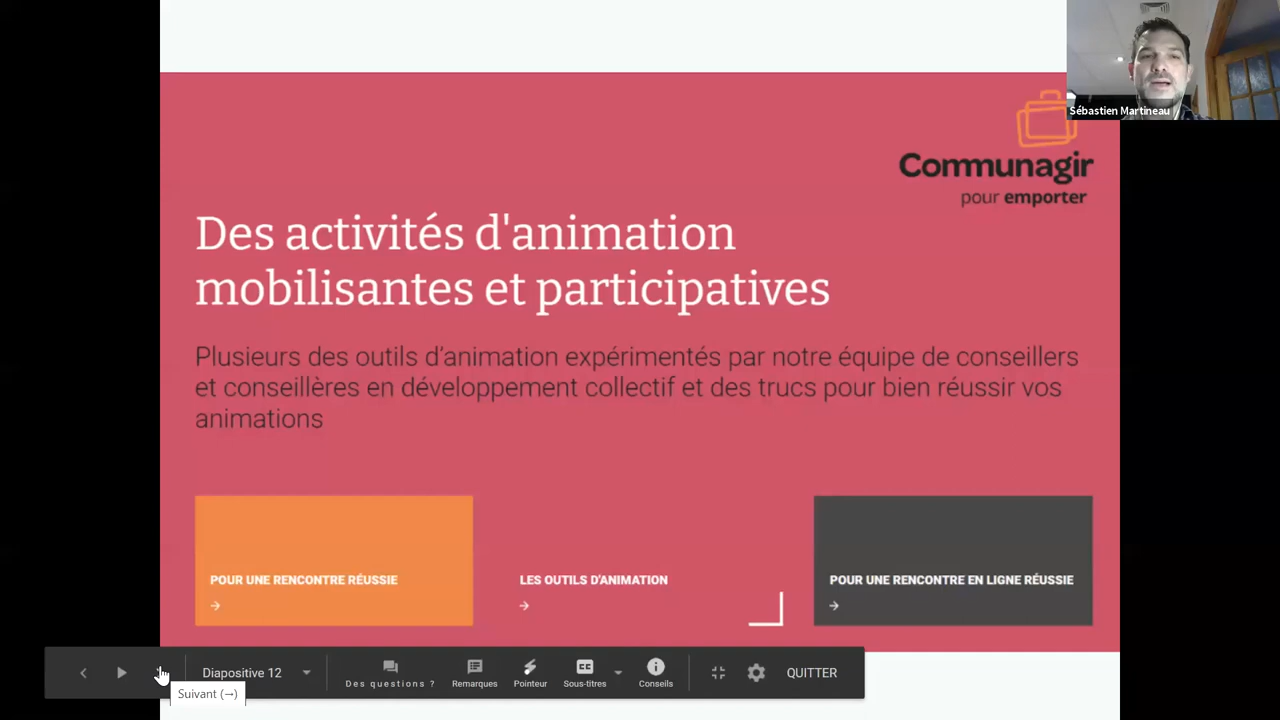 Sébastien Martineau
Communagir
pour emporter
Des activités d'animation
mobilisantes et participatives
Plusieurs des outils d'animation expérimentés par notre équipe de conseillers
et conseillères en développement collectif et des trucs pour bien réussir vos
animations
POUR UNE RENCONTRE RÉUSSIE
→
LES OUTILS D'ANIMATION
→
POUR UNE RENCONTRE EN LIGNE RÉUSSIE
→
Diapositive 12
Des questions ?
Remarques
Pointeur
CC
Sous-titres
Conseils
QUITTER
Suivant (→)